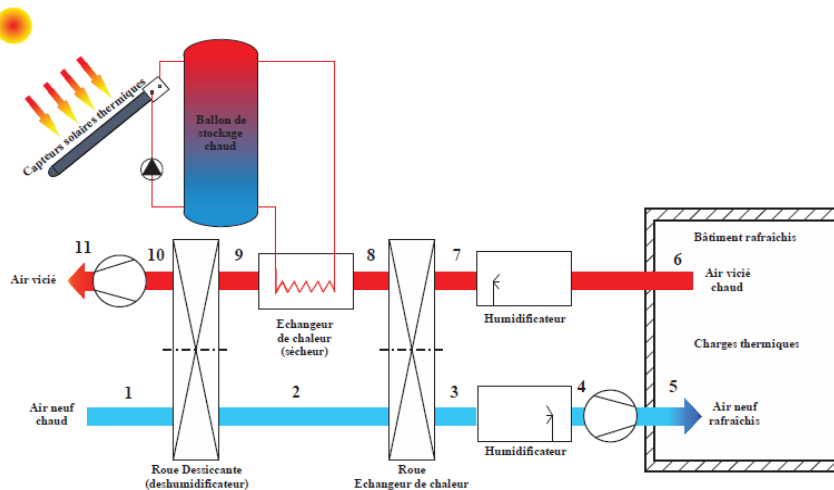 Capteurs solaires thermiques
Ballon de
stockage
chaud
Bâtiment rafraîchis
11
10
9
8
7
6
Air vicié
Air vicié
chaud
Echangeur
de chaleur
(sécheur)
Humidificateur
Charges thermiques
1
2
3
4
5
Air neuf
chaud
Air neuf
rafraîchis
Humidificateur
Roue Dessiccante
(deshumidificateur)
Roue
Echangeur de chaleur